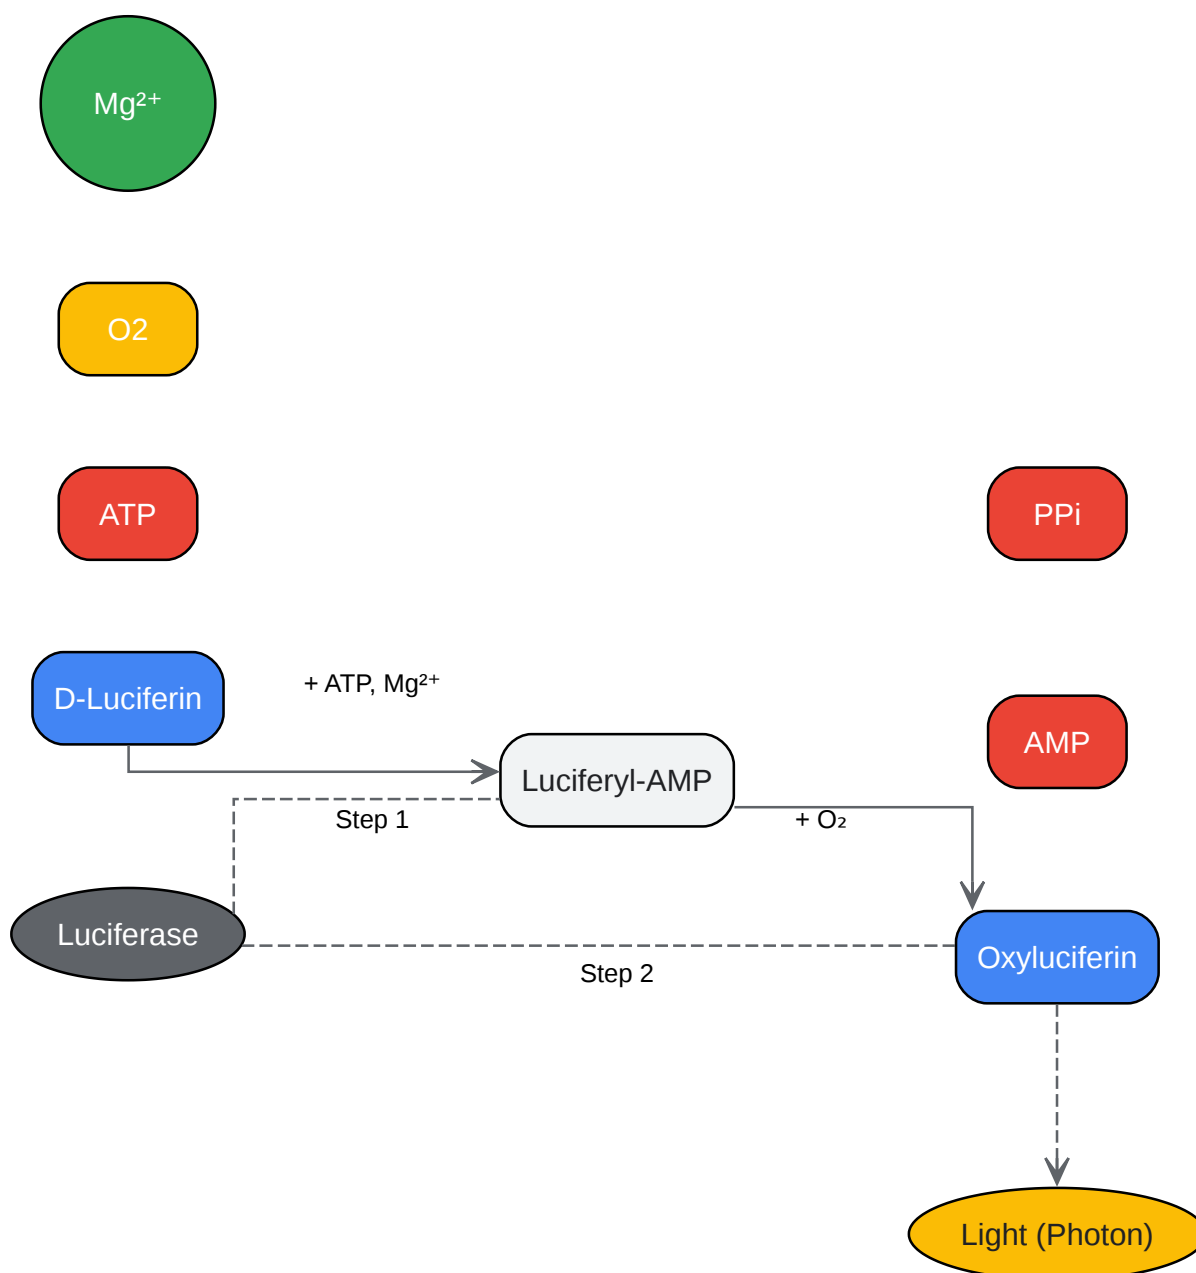 Mg²⁺
O2
ATP
PPi
D-Luciferin
+ ATP, Mg²⁺
AMP
Luciferyl-AMP
Step 1
+ O₂
Luciferase
Oxyluciferin
Step 2
Light (Photon)